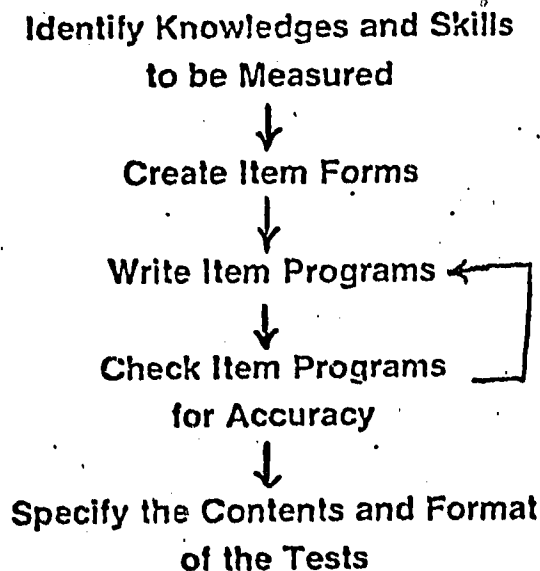 Identify Knowledges and Skills
to be Measured
Create Item Forms
Write Item Programs
Check Item Programs
for Accuracy
Specify the Contents and Format
of the Tests